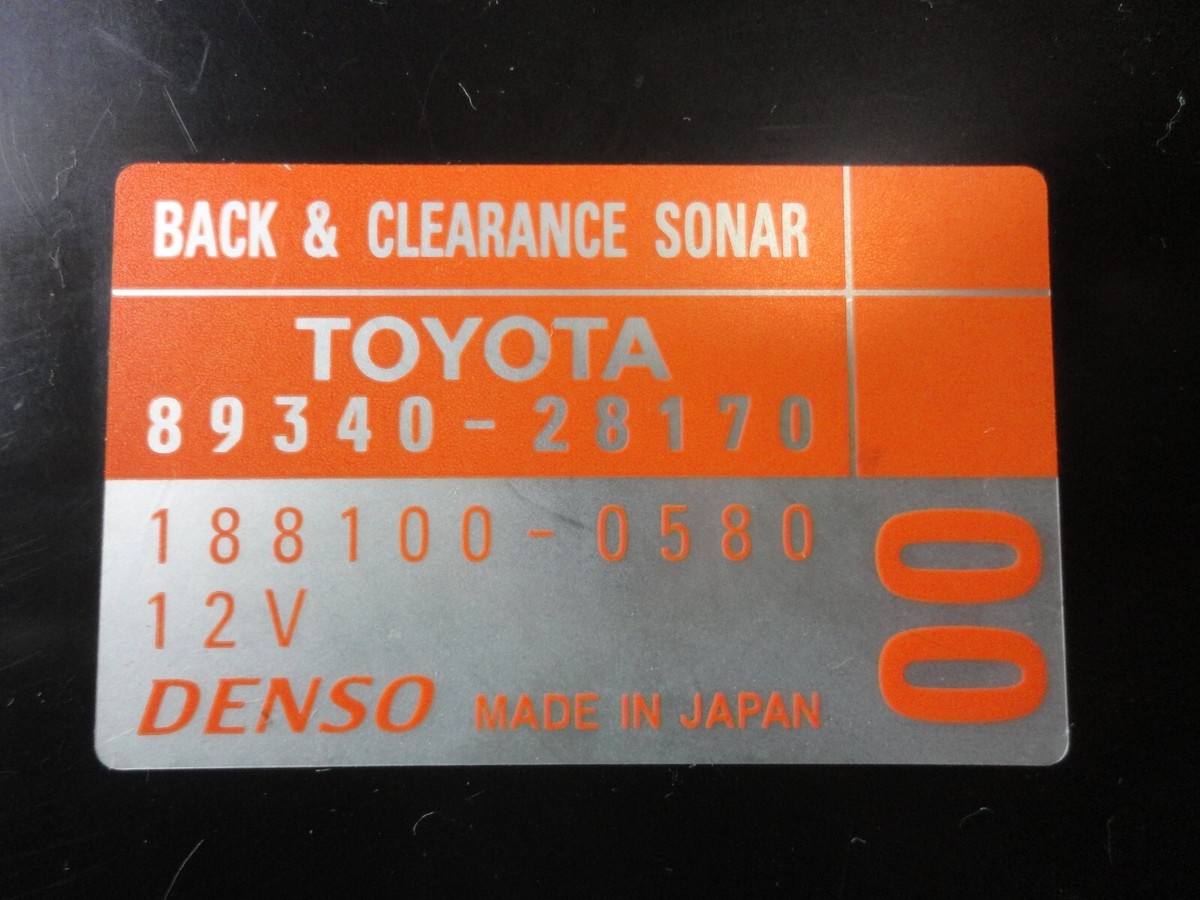 BACK & CLEARANCE SONAR
TOYOTA
89340-28170
188100-0580
12V
DENSO MADE IN JAPAN
00